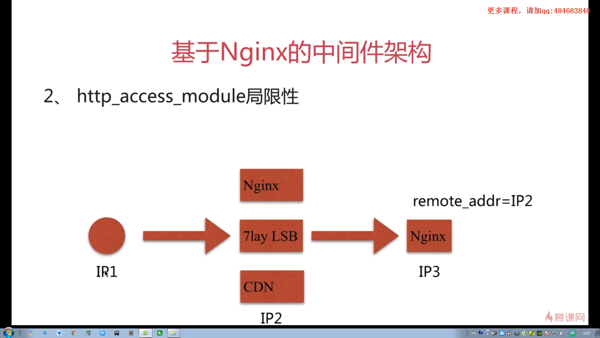 更多课程，请加qq:484683840
基于Nginx的中间件架构
2、 http_access_module局限性
Nginx
remote_addr=IP2
7lay LSB
Nginx
IP1
IP3
CDN
IP2
慕课网